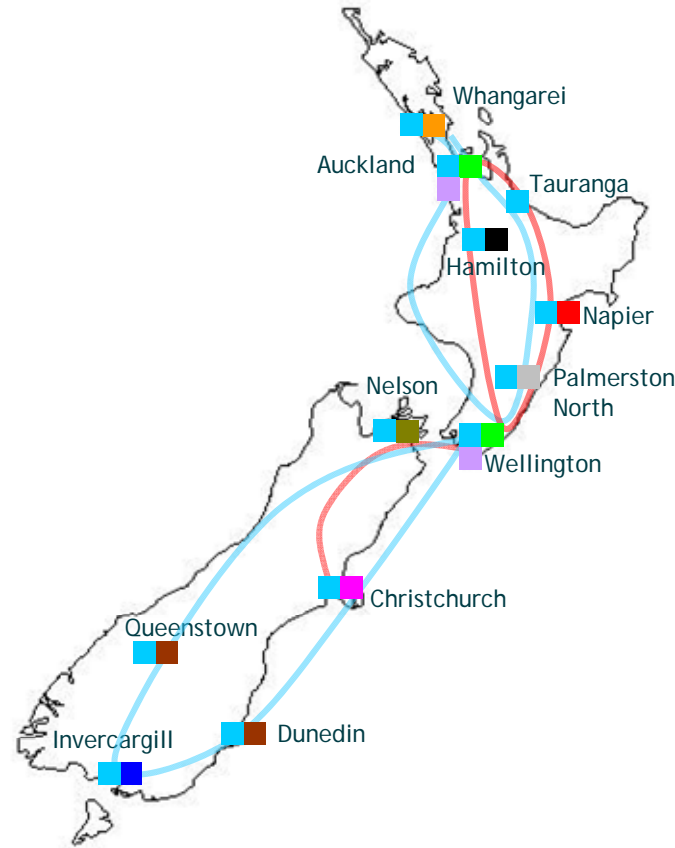 Whangarei
Auckland
Tauranga
Hamilton
Napier
Nelson
Palmerston
North
Wellington
Christchurch
Queenstown
Invercargill
Dunedin